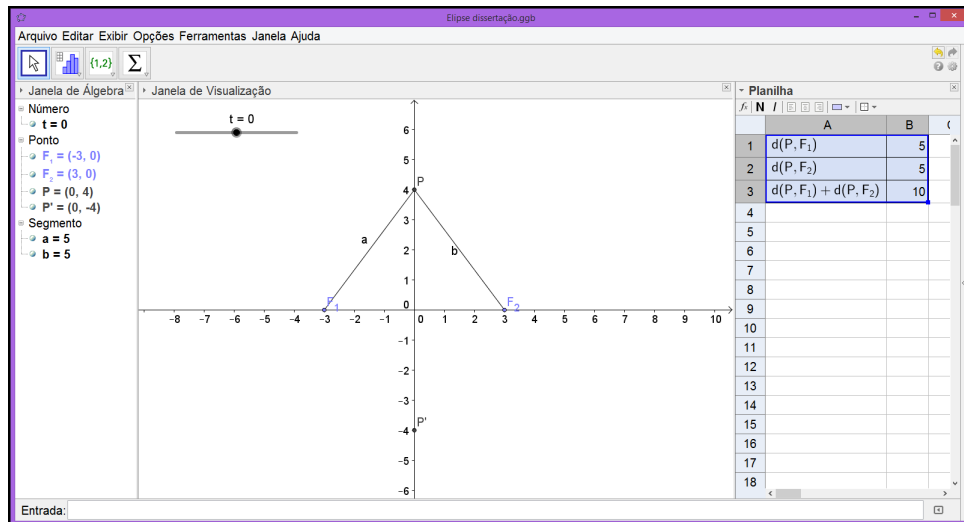 Elipse dissertação.ggb
Arquivo Editar Exibir Opções Ferramentas Janela Ajuda
{1,2} Σ
Janela de Álgebra
Número
t = 0
Ponto
F₁ = (-3, 0)
F₂ = (3, 0)
P = (0, 4)
P' = (0, -4)
Segmento
a = 5
b = 5
Janela de Visualização
t = 0
6
5
P
4
3
a
2
b
1
0
F₁
F₂
-8 -7 -6 -5 -4 -3 -2 -1 0 1 2 3 4 5 6 7 8 9 10
-1
-2
-3
P'
-4
-5
-6
Planilha
fx N I
A B C
1 d(P, F₁) 5
2 d(P, F₂) 5
3 d(P, F₁) + d(P, F₂) 10
4
5
6
7
8
9
10
11
12
13
14
15
16
17
18
Entrada: